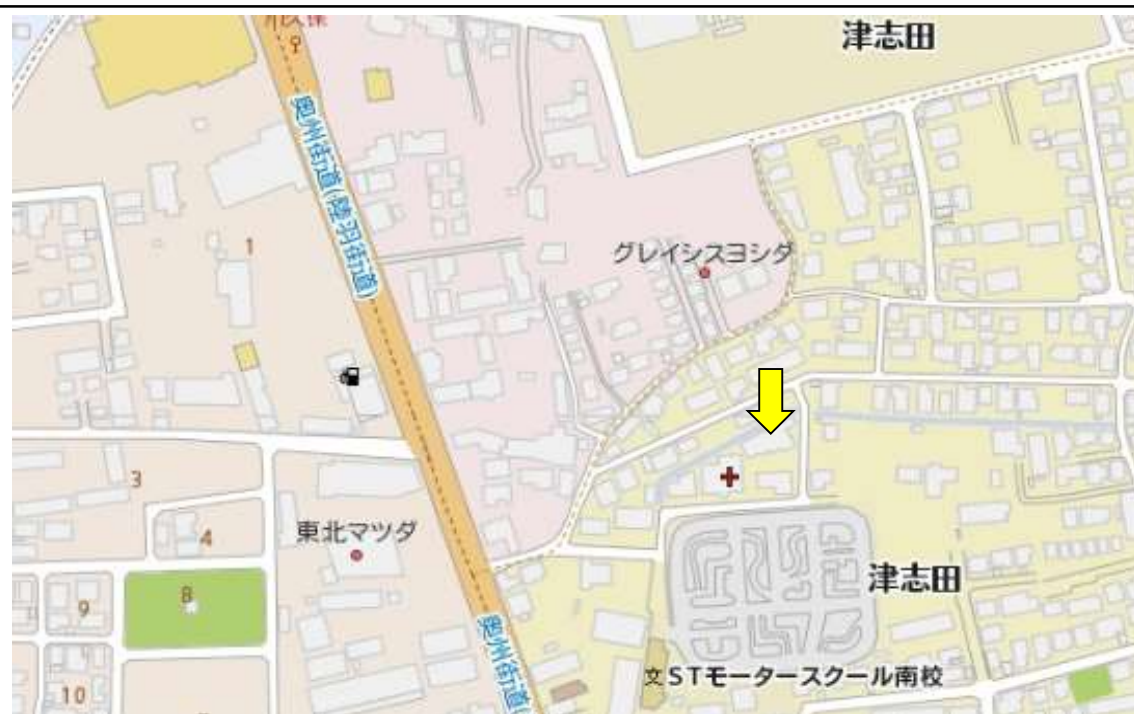 津志田
奥州街道(陸羽街道)
1
グレイシスヨシダ
3
4
東北マツダ
8
9
10
津志田
奥州街道(
文STモータースクール南校